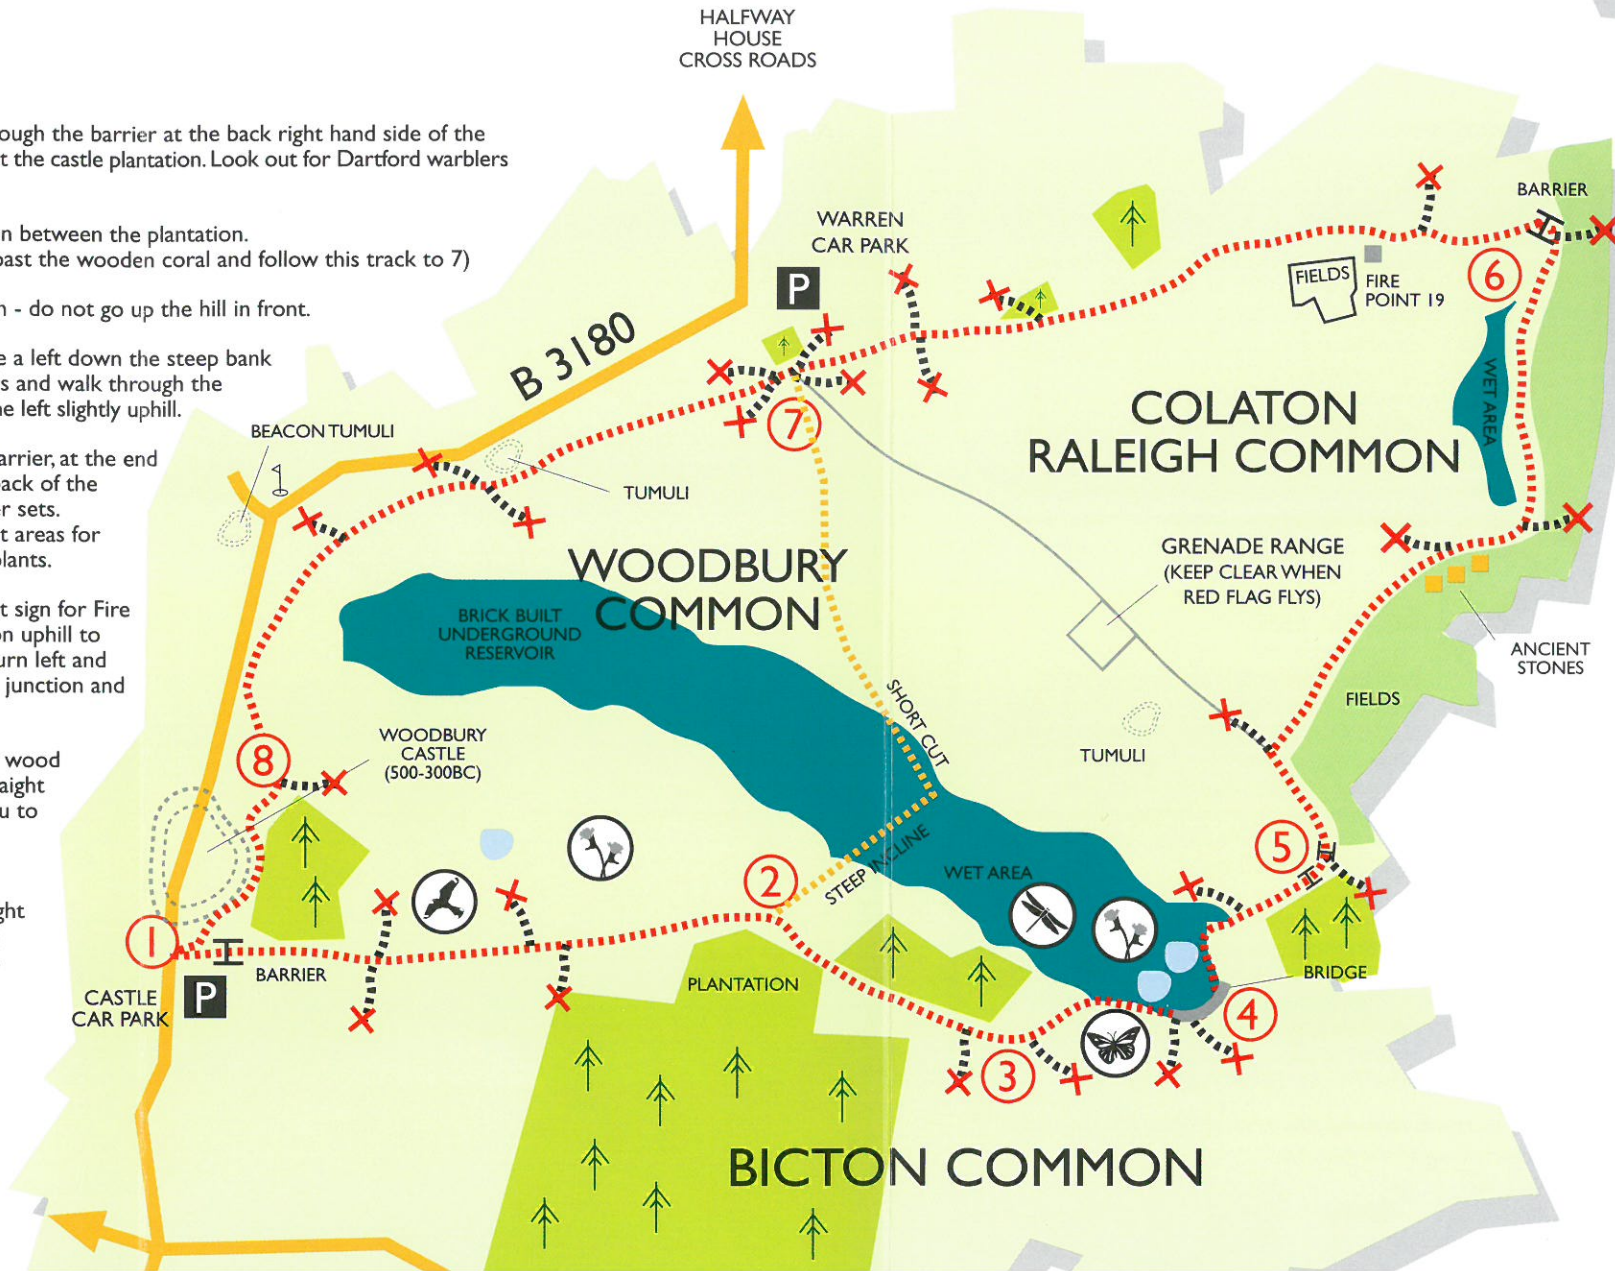 HALFWAY
HOUSE
CROSS ROADS
ough the barrier at the back right hand side of the
t the castle plantation. Look out for Dartford warblers
n between the plantation.
past the wooden coral and follow this track to 7)
n - do not go up the hill in front.
e a left down the steep bank
s and walk through the
ne left slightly uphill.
arrier, at the end
ack of the
r sets.
t areas for
lants.
t sign for Fire
on uphill to
urn left and
junction and
wood
aight
u to
ght
B 3180
WARREN
CAR PARK
P
BARRIER
FIELDS
FIRE
POINT 19
6
WET AREA
7
COLATON
RALEIGH COMMON
BEACON TUMULI
TUMULI
WOODBURY
COMMON
BRICK BUILT
UNDERGROUND
RESERVOIR
GRENADE RANGE
(KEEP CLEAR WHEN
RED FLAG FLYS)
ANCIENT
STONES
FIELDS
SHORT CUT
TUMULI
8
WOODBURY
CASTLE
(500-300BC)
5
2
STEEP INCLINE
WET AREA
1
BARRIER
P
CASTLE
CAR PARK
PLANTATION
BRIDGE
4
3
BICTON COMMON